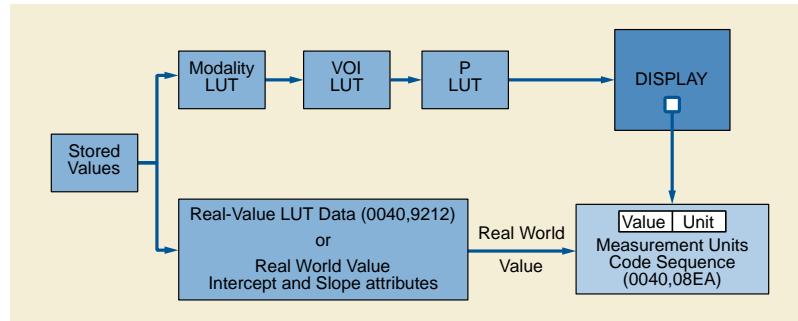 Modality
LUT
VOI
LUT
P
LUT
DISPLAY
Stored
Values
Real-Value LUT Data (0040,9212)
or
Real World Value
Intercept and Slope attributes
Real World
Value
Value Unit
Measurement Units
Code Sequence
(0040,08EA)